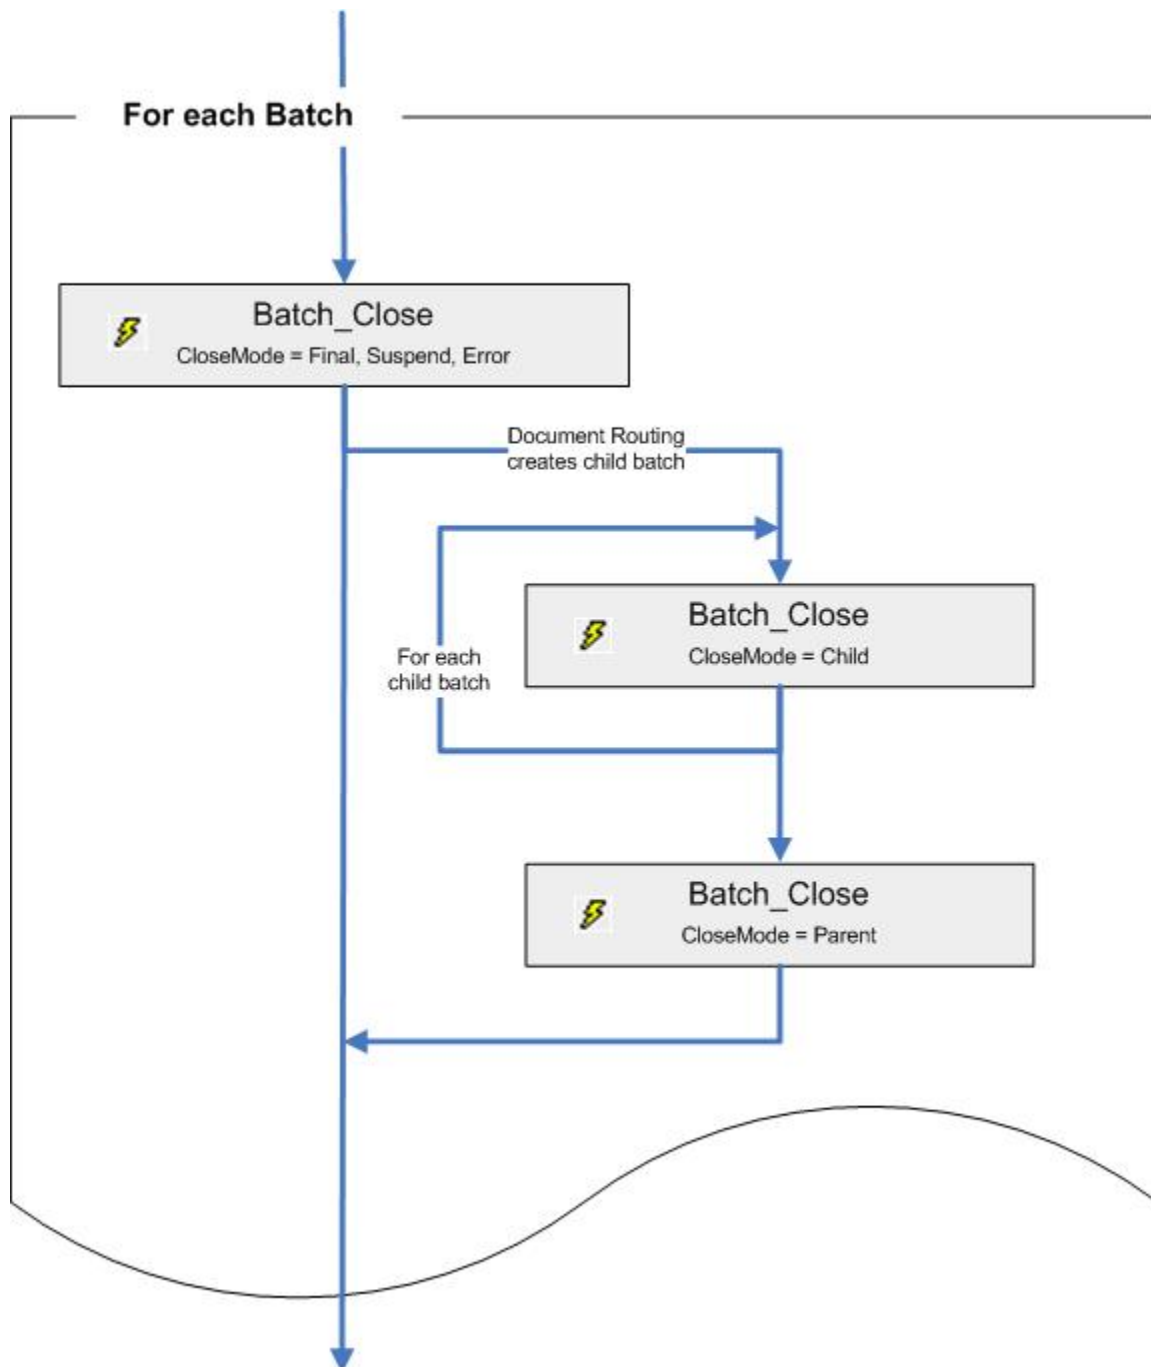 For each Batch
Batch_Close
CloseMode = Final, Suspend, Error
Document Routing
creates child batch
Batch_Close
CloseMode = Child
For each
child batch
Batch_Close
CloseMode = Parent